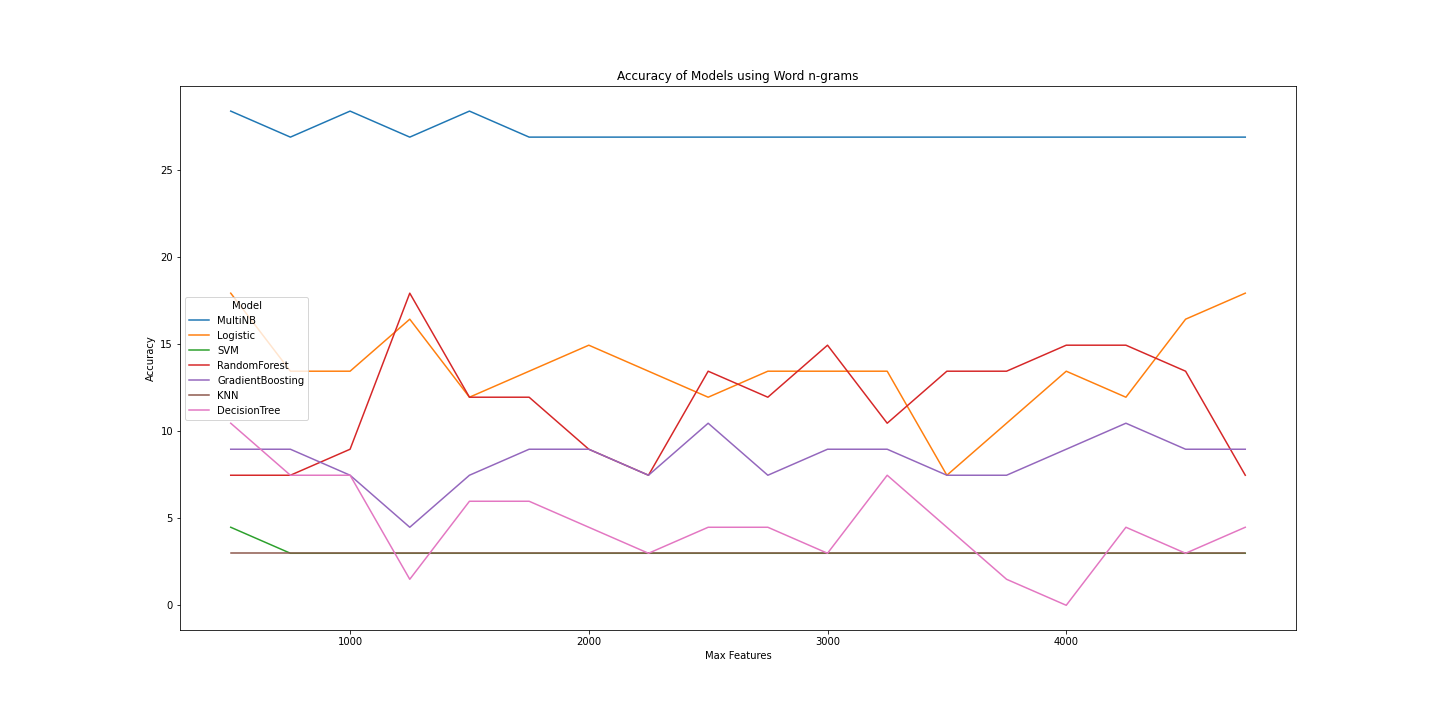 Accuracy of Models using Word n-grams
25
20
15
10
5
0
Accuracy
Model
MultiNB
Logistic
SVM
RandomForest
GradientBoosting
KNN
DecisionTree
1000 2000 3000 4000
Max Features